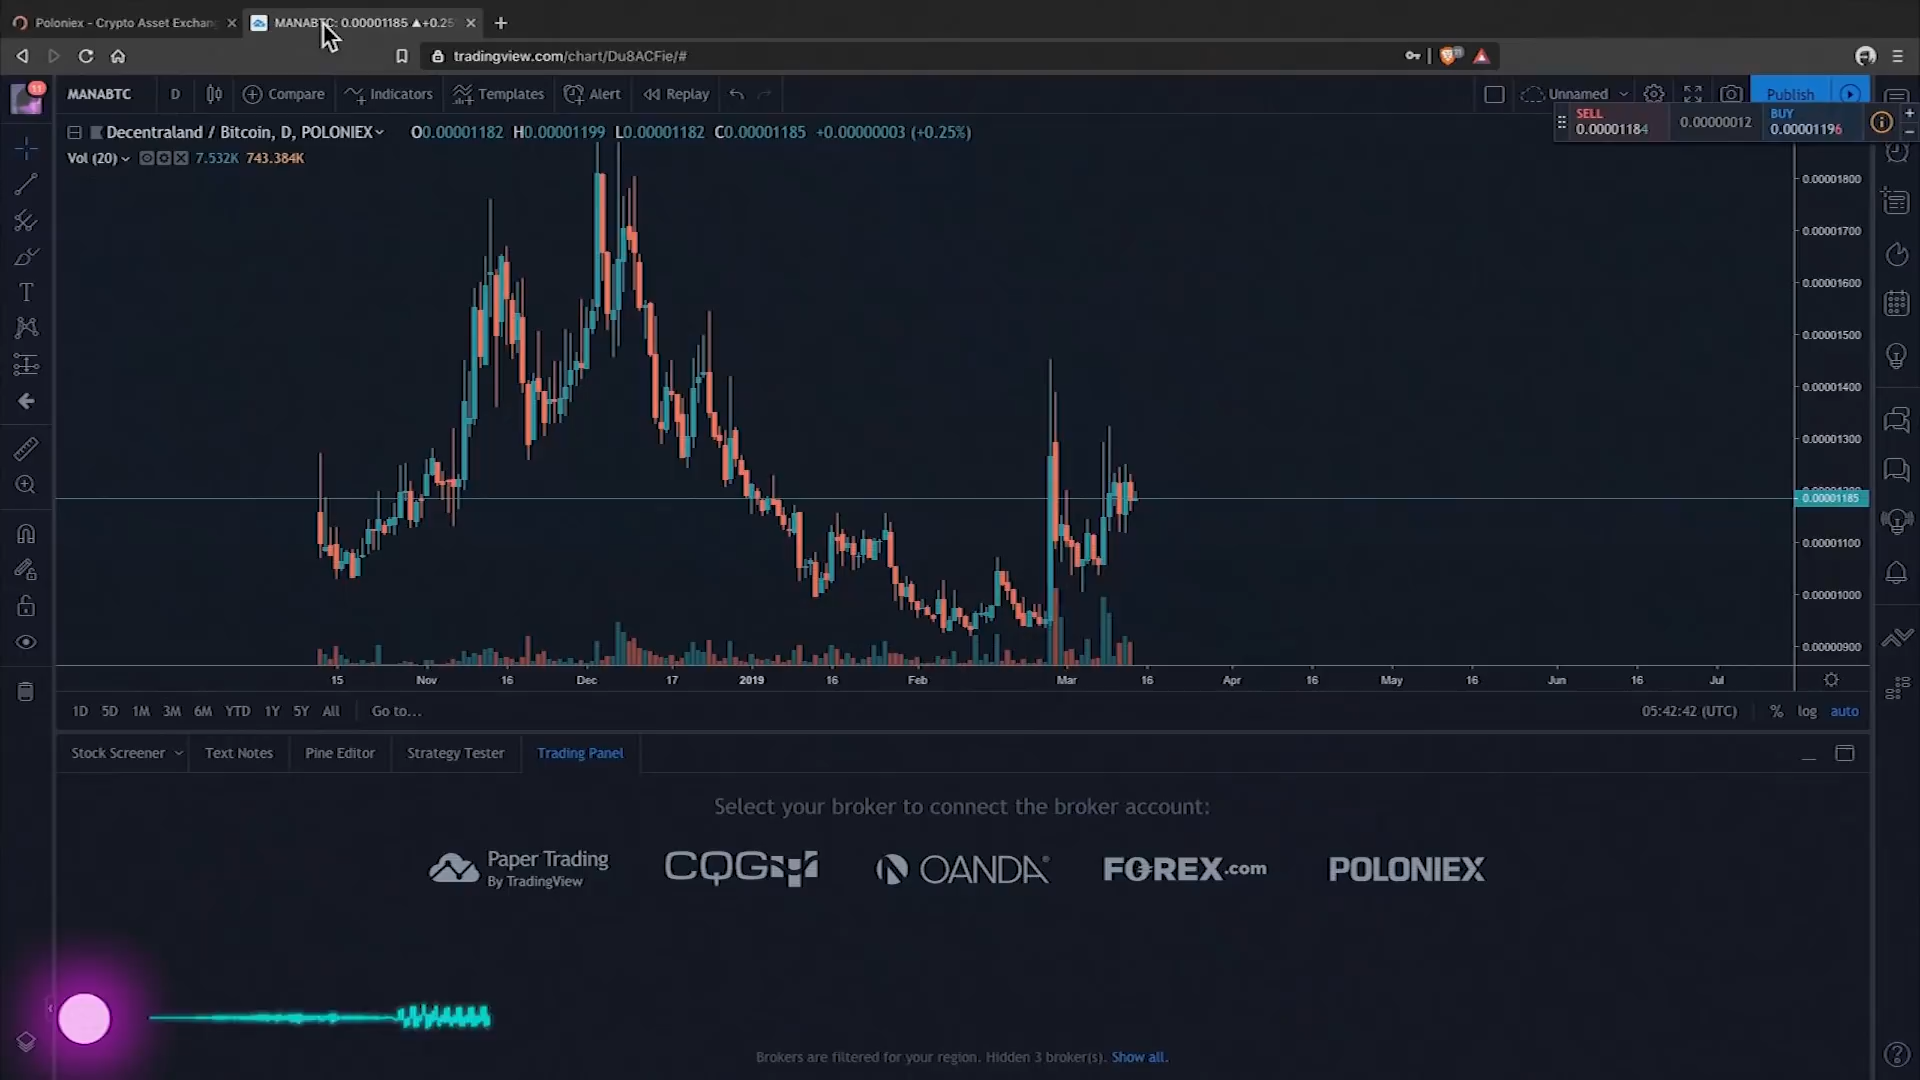 Poloniex - Crypto Asset Exchan
MANABTC: 0.00001185 ▲+0.25
tradingview.com/chart/Du8ACFie/#
11
MANABTC
D
Compare
Indicators
Templates
Alert
Replay
Unnamed
Publish
Decentraland / Bitcoin, D, POLONIEX
O0.00001182 H0.00001199 L0.00001182 C0.00001185 +0.00000003 (+0.25%)
SELL
0.00001184
0.00000012
BUY
0.00001196
Vol (20)
7.532K 743.384K
0.00001800
0.00001700
0.00001600
0.00001500
0.00001400
0.00001300
0.00001185
0.00001100
0.00001000
0.00000900
15 Nov 16 Dec 17 2019 16 Feb Mar 16 Apr 16 May 16 Jun 16 Jul
1D 5D 1M 3M 6M YTD 1Y 5Y All Go to...
05:42:42 (UTC) % log auto
Stock Screener Text Notes Pine Editor Strategy Tester Trading Panel
Select your broker to connect the broker account:
Paper Trading
By TradingView
CQG
OANDA
FOREX.com
POLONIEX
Brokers are filtered for your region. Hidden 3 broker(s). Show all.